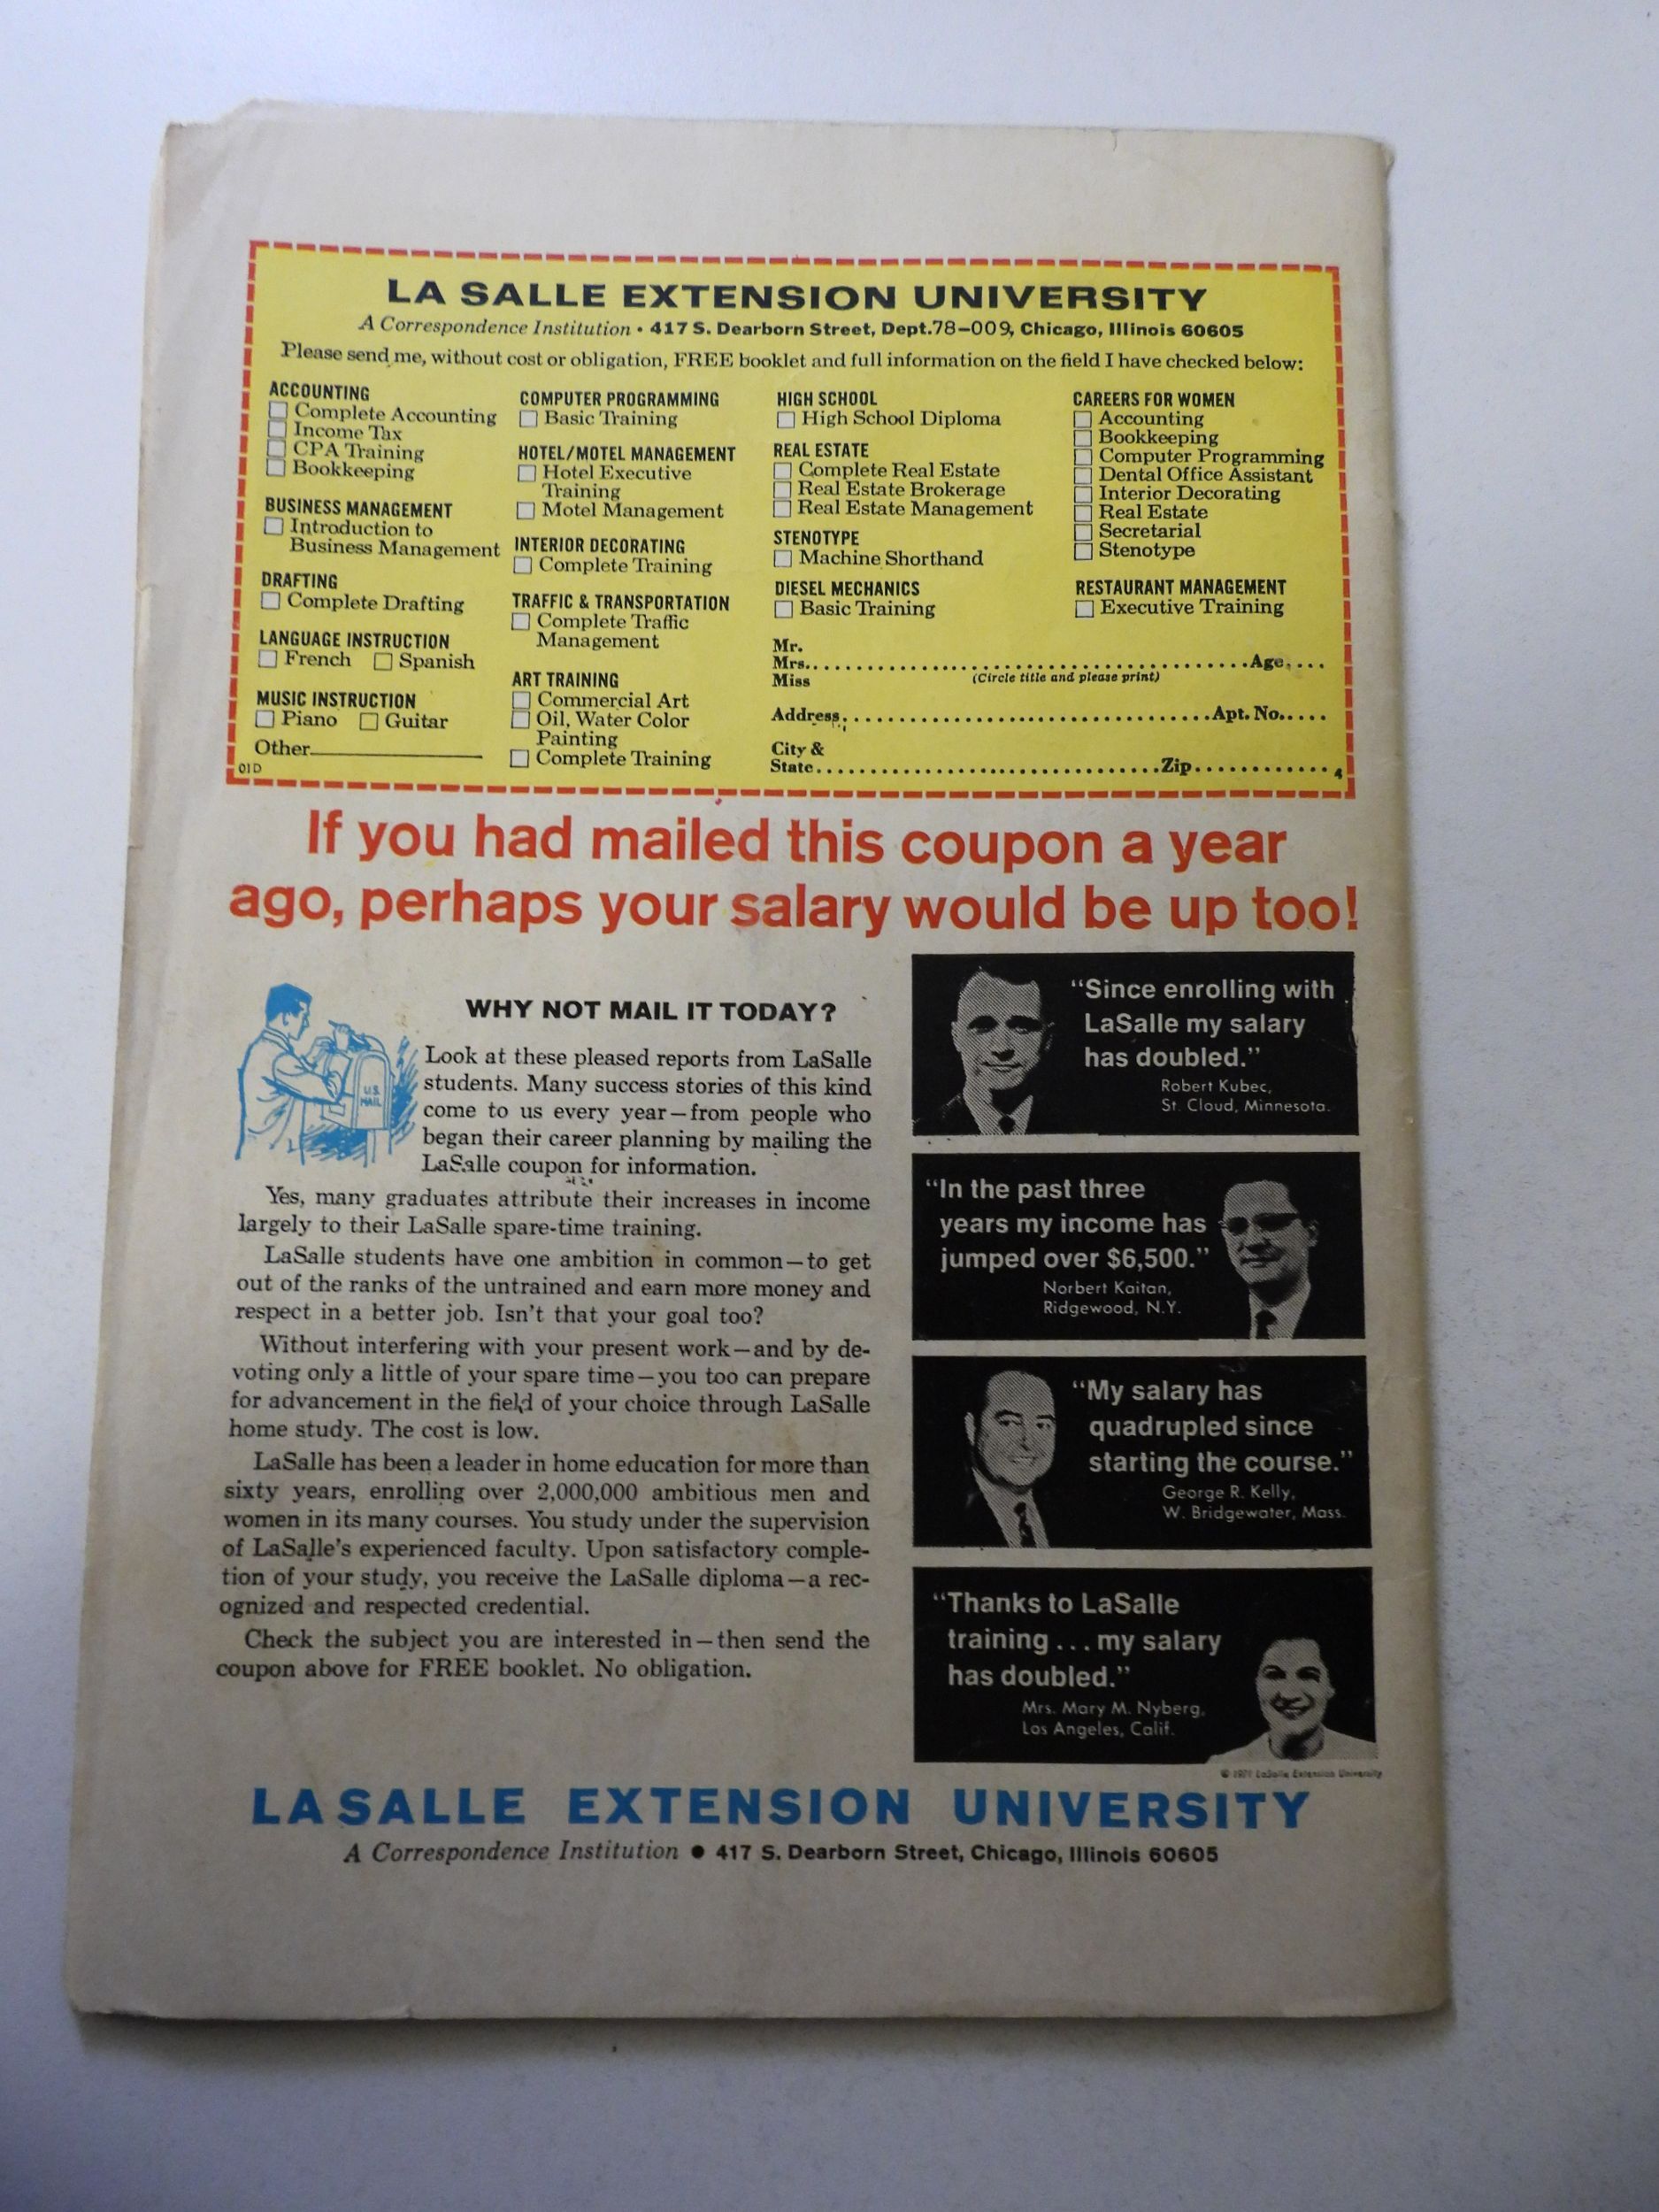 LA SALLE EXTENSION UNIVERSITY
A Correspondence Institution • 417 S. Dearborn Street, Dept.78-009, Chicago, Illinois 60605
Please send me, without cost or obligation, FREE booklet and full information on the field I have checked below:
ACCOUNTING
Complete Accounting
Income Tax
CPA Training
Bookkeeping
BUSINESS MANAGEMENT
Introduction to
Business Management
DRAFTING
Complete Drafting
LANGUAGE INSTRUCTION
French Spanish
MUSIC INSTRUCTION
Piano Guitar
Other
01D
COMPUTER PROGRAMMING
Basic Training
HOTEL/MOTEL MANAGEMENT
Hotel Executive
Training
Motel Management
INTERIOR DECORATING
Complete Training
TRAFFIC & TRANSPORTATION
Complete Traffic
Management
ART TRAINING
Commercial Art
Oil, Water Color
Painting
Complete Training
HIGH SCHOOL
High School Diploma
REAL ESTATE
Complete Real Estate
Real Estate Brokerage
Real Estate Management
STENOTYPE
Machine Shorthand
DIESEL MECHANICS
Basic Training
CAREERS FOR WOMEN
Accounting
Bookkeeping
Computer Programming
Dental Office Assistant
Interior Decorating
Real Estate
Secretarial
Stenotype
RESTAURANT MANAGEMENT
Executive Training
Mr.
Mrs. Age
Miss (Circle title and please print)
Address Apt. No.
City &
State Zip
4
If you had mailed this coupon a year
ago, perhaps your salary would be up too!
WHY NOT MAIL IT TODAY?
U.S.
MAIL
Look at these pleased reports from LaSalle
students. Many success stories of this kind
come to us every year—from people who
began their career planning by mailing the
LaSalle coupon for information.
Yes, many graduates attribute their increases in income
largely to their LaSalle spare-time training.
LaSalle students have one ambition in common—to get
out of the ranks of the untrained and earn more money and
respect in a better job. Isn't that your goal too?
Without interfering with your present work—and by de-
voting only a little of your spare time—you too can prepare
for advancement in the field of your choice through LaSalle
home study. The cost is low.
LaSalle has been a leader in home education for more than
sixty years, enrolling over 2,000,000 ambitious men and
women in its many courses. You study under the supervision
of LaSalle's experienced faculty. Upon satisfactory comple-
tion of your study, you receive the LaSalle diploma—a rec-
ognized and respected credential.
Check the subject you are interested in—then send the
coupon above for FREE booklet. No obligation.
"Since enrolling with
LaSalle my salary
has doubled."
Robert Kubec,
St. Cloud, Minnesota.
"In the past three
years my income has
jumped over $6,500."
Norbert Kaitan,
Ridgewood, N.Y.
"My salary has
quadrupled since
starting the course."
George R. Kelly,
W. Bridgewater, Mass.
"Thanks to LaSalle
training ... my salary
has doubled."
Mrs. Mary M. Nyberg,
Los Angeles, Calif.
© 1971 LaSalle Extension University
LA SALLE EXTENSION UNIVERSITY
A Correspondence Institution • 417 S. Dearborn Street, Chicago, Illinois 60605